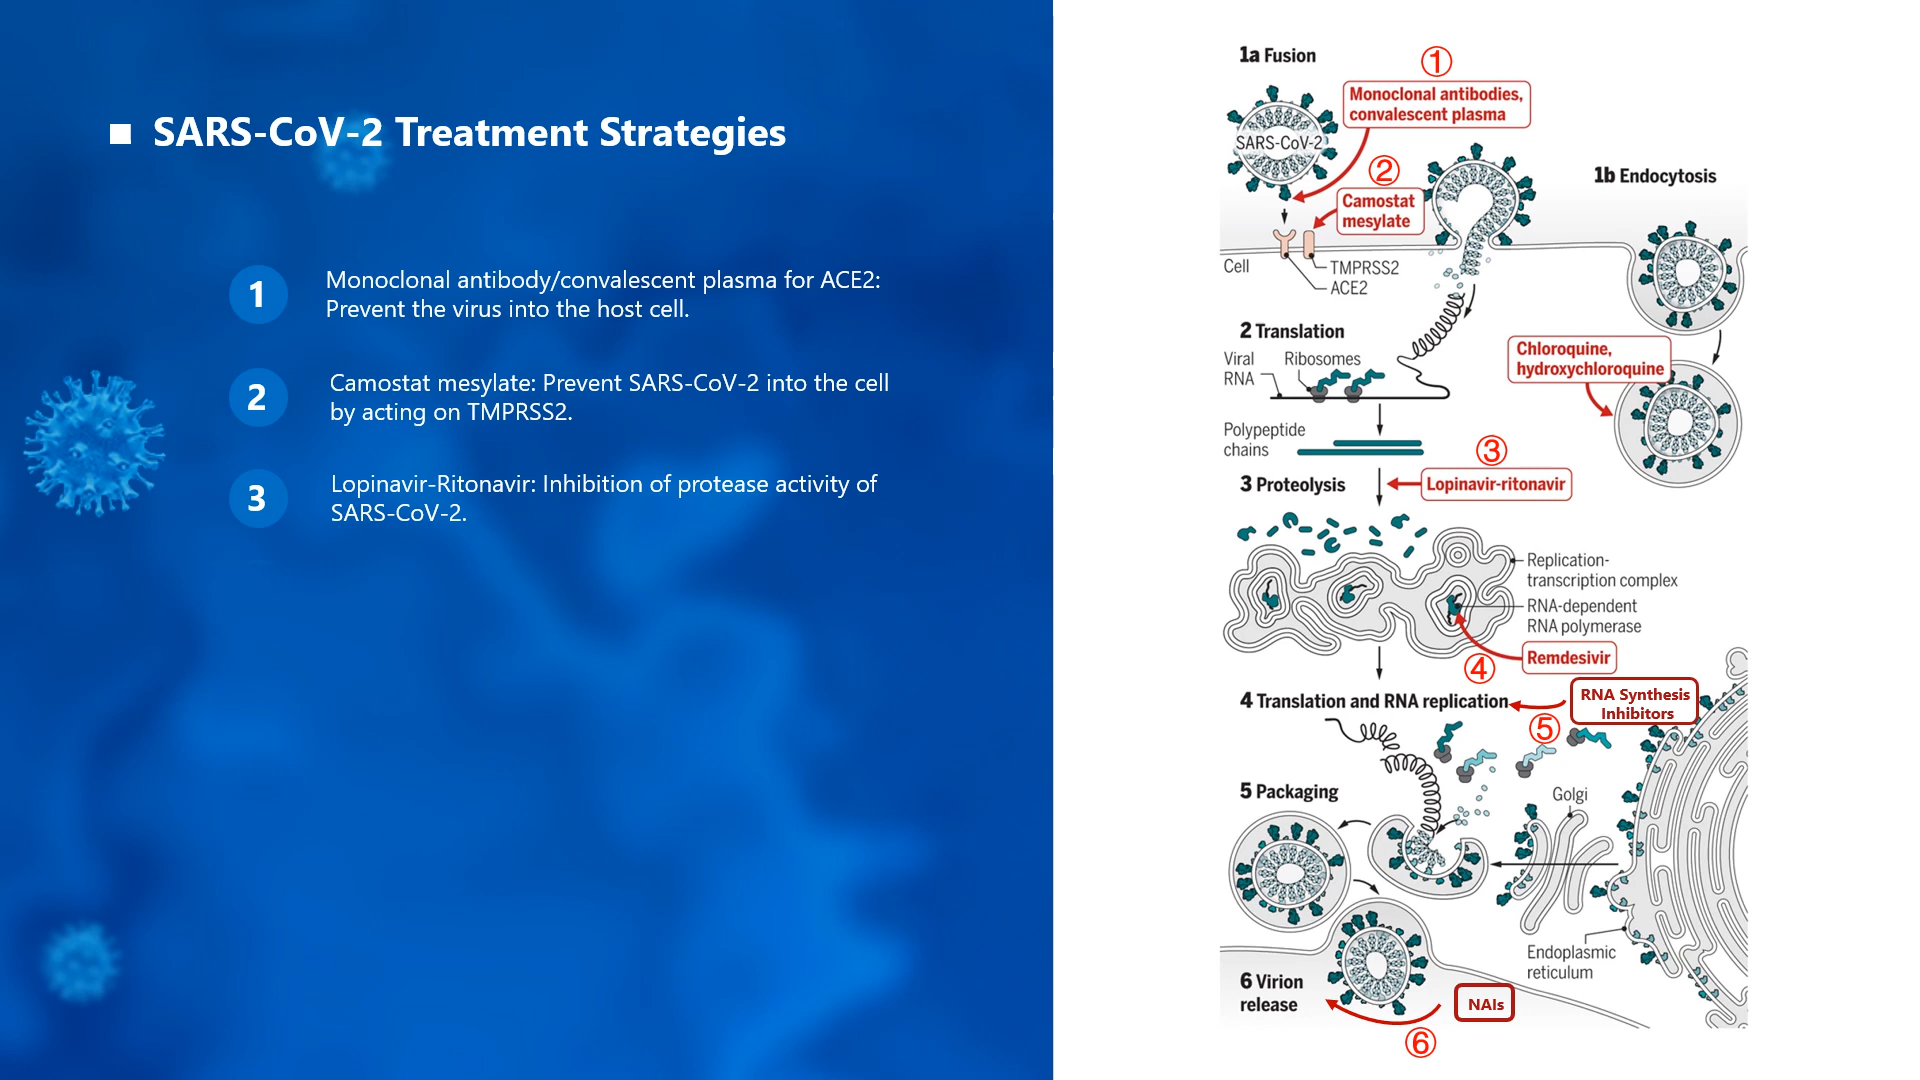 SARS-CoV-2 Treatment Strategies
1
Monoclonal antibody/convalescent plasma for ACE2:
Prevent the virus into the host cell.
2
Camostat mesylate: Prevent SARS-CoV-2 into the cell
by acting on TMPRSS2.
3
Lopinavir-Ritonavir: Inhibition of protease activity of
SARS-CoV-2.
1a Fusion
①
Monoclonal antibodies,
convalescent plasma
SARS-CoV-2
②
Camostat
mesylate
1b Endocytosis
Cell
TMPRSS2
ACE2
2 Translation
Viral
RNA
Ribosomes
Chloroquine,
hydroxychloroquine
Polypeptide
chains
③
3 Proteolysis
Lopinavir-ritonavir
Replication-
transcription complex
RNA-dependent
RNA polymerase
④
Remdesivir
4 Translation and RNA replication
RNA Synthesis
Inhibitors
⑤
5 Packaging
Golgi
Endoplasmic
reticulum
6 Virion
release
NAIs
⑥